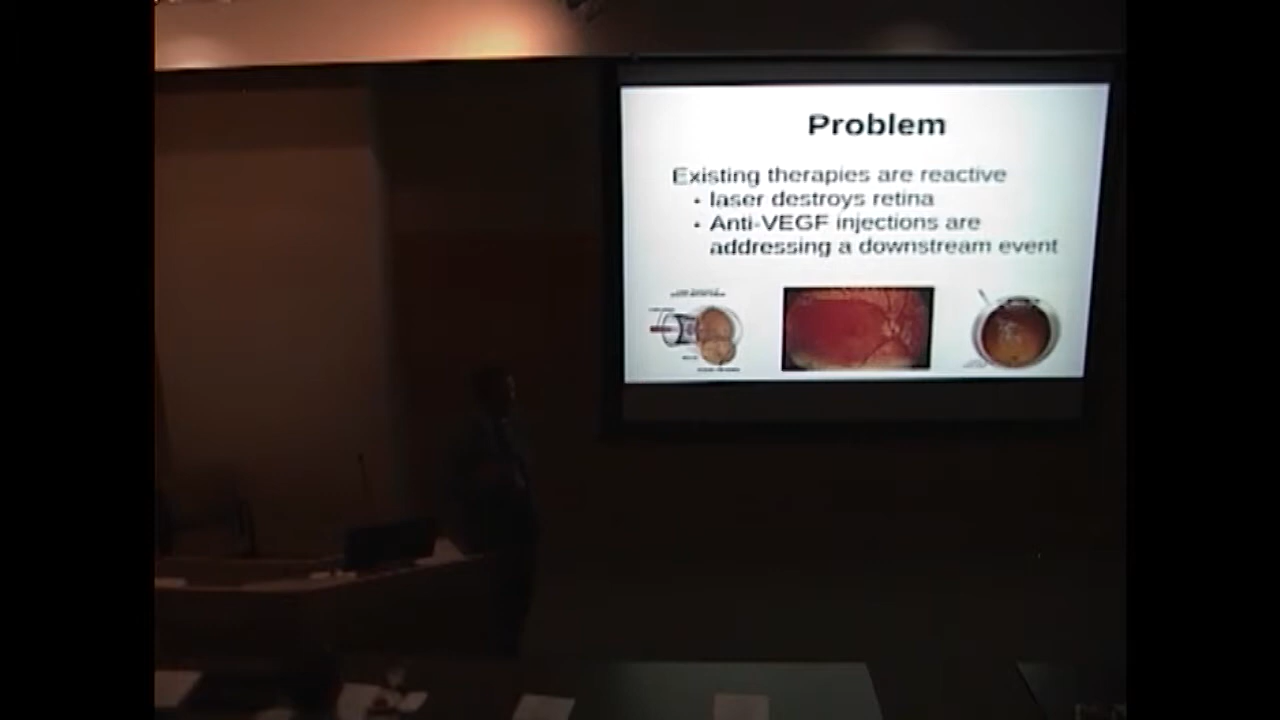 Problem
Existing therapies are reactive
• laser destroys retina
• Anti-VEGF injections are
addressing a downstream event